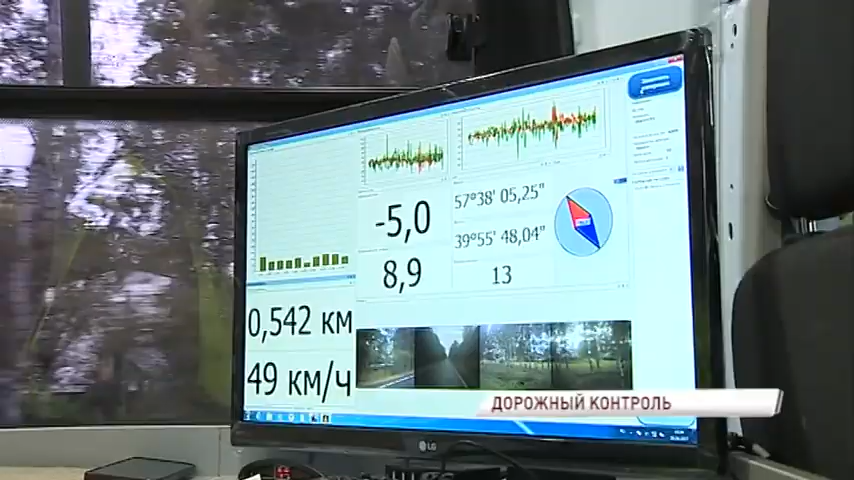 -5,0
57°38' 05,25"
39°55' 48,04"
8,9
13
0,542 км
49 км/ч
ДОРОЖНЫЙ КОНТРОЛЬ
LG